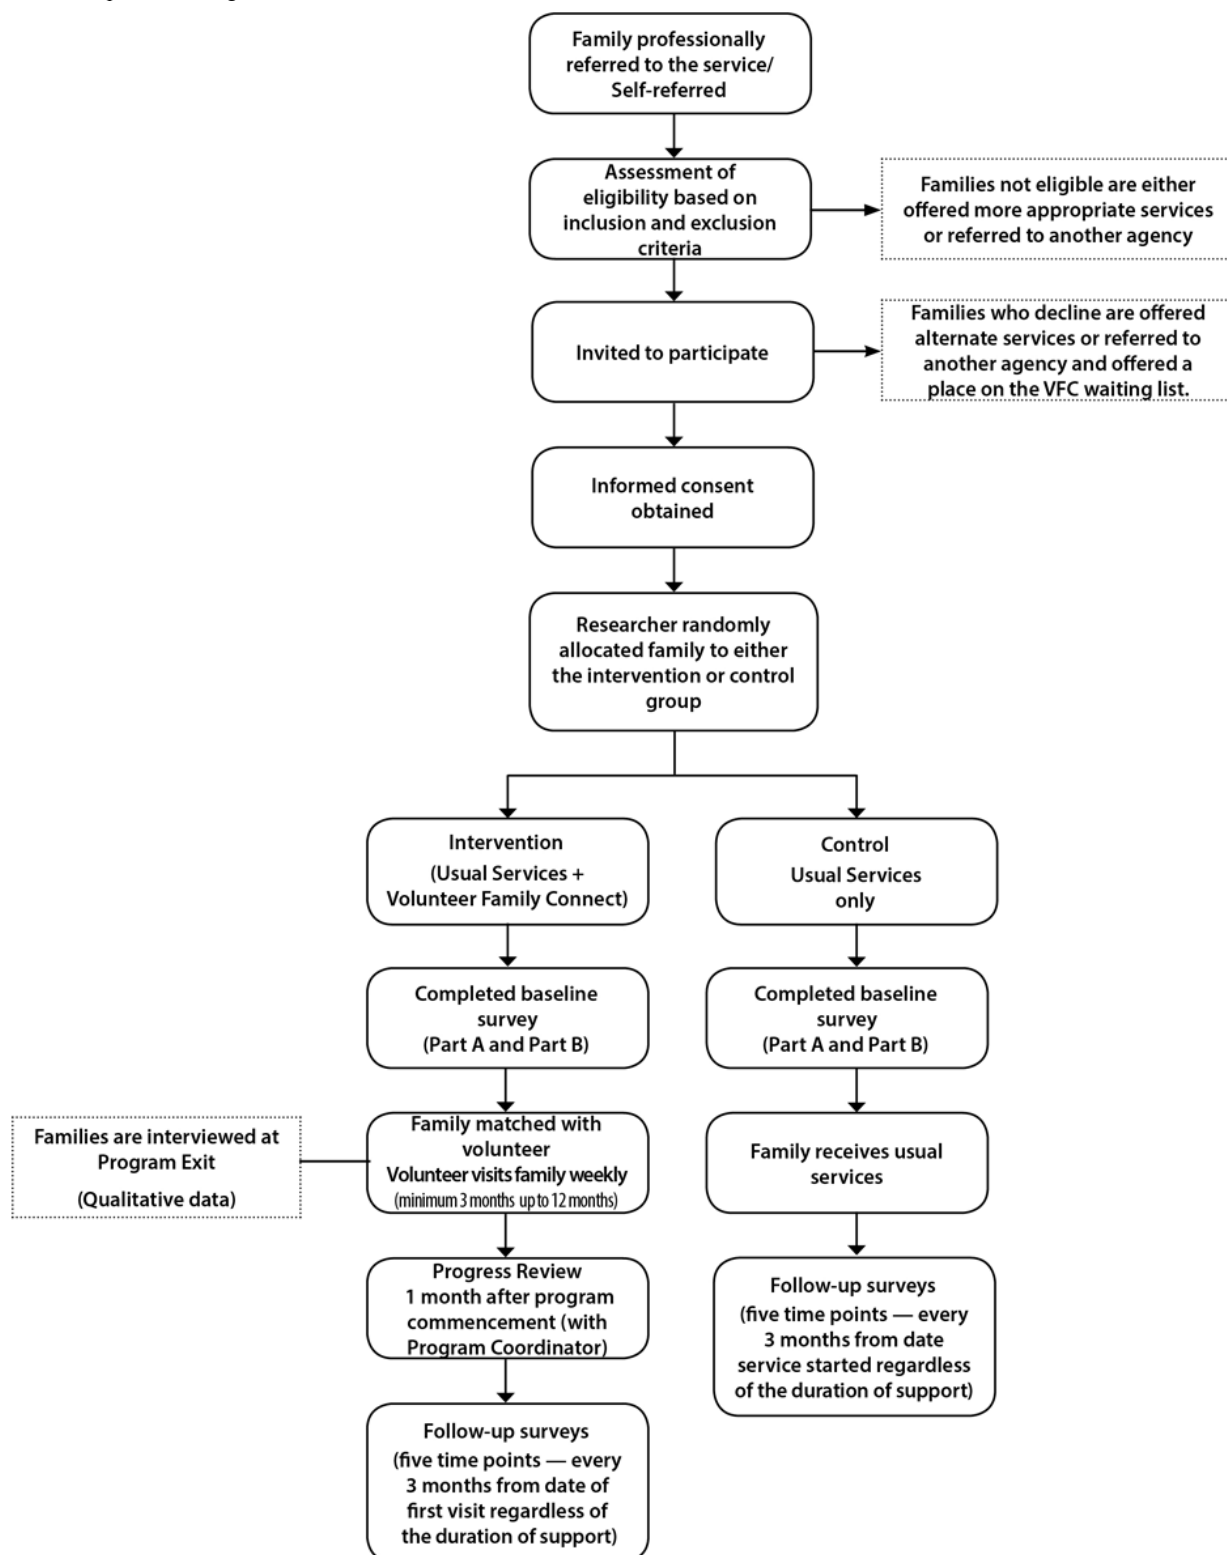 Family professionally
referred to the service/
Self-referred
Assessment of
eligibility based on
inclusion and exclusion
criteria
Families not eligible are either
offered more appropriate services
or referred to another agency
Invited to participate
Families who decline are offered
alternate services or referred to
another agency and offered a
place on the VFC waiting list.
Informed consent
obtained
Researcher randomly
allocated family to either
the intervention or control
group
Intervention
(Usual Services +
Volunteer Family Connect)
Control
Usual Services
only
Completed baseline
survey
(Part A and Part B)
Completed baseline
survey
(Part A and Part B)
Families are interviewed at
Program Exit
(Qualitative data)
Family matched with
volunteer
Volunteer visits family weekly
(minimum 3 months up to 12 months)
Family receives usual
services
Progress Review
1 month after program
commencement (with
Program Coordinator)
Follow-up surveys
(five time points — every
3 months from date
service started regardless
of the duration of support)
Follow-up surveys
(five time points — every
3 months from date of
first visit regardless of
the duration of support)